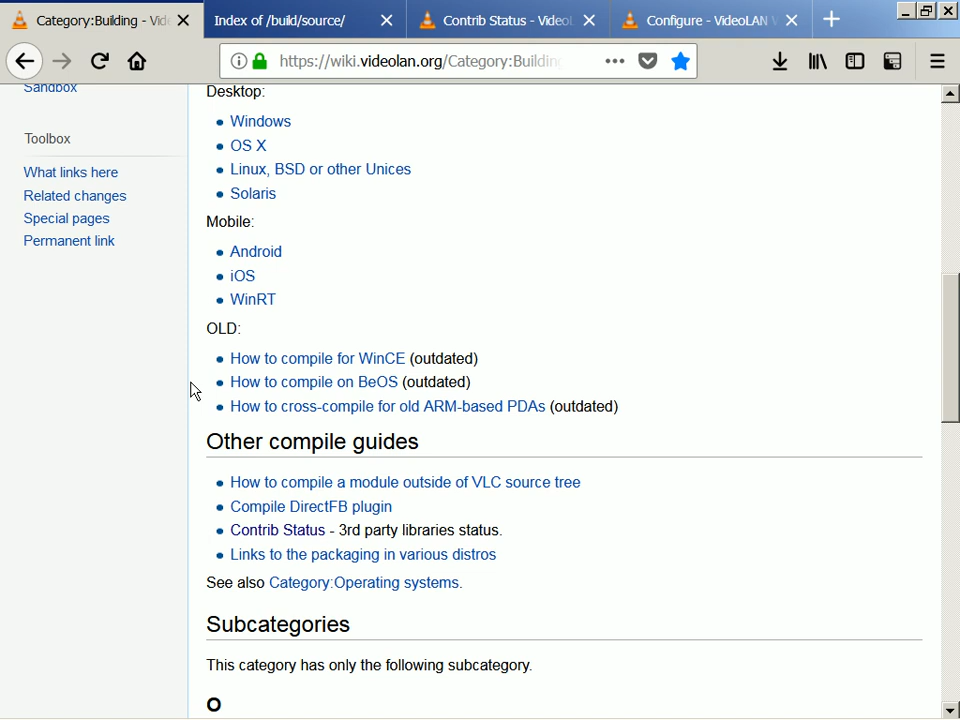 Category:Building - Vid
Index of /build/source/
Contrib Status - VideoL
Configure - VideoLAN
https://wiki.videolan.org/Category:Building
Sandbox
Toolbox
What links here
Related changes
Special pages
Permanent link
Desktop:
Windows
OS X
Linux, BSD or other Unices
Solaris
Mobile:
Android
iOS
WinRT
OLD:
How to compile for WinCE (outdated)
How to compile on BeOS (outdated)
How to cross-compile for old ARM-based PDAs (outdated)
Other compile guides
How to compile a module outside of VLC source tree
Compile DirectFB plugin
Contrib Status - 3rd party libraries status.
Links to the packaging in various distros
See also Category:Operating systems.
Subcategories
This category has only the following subcategory.
O